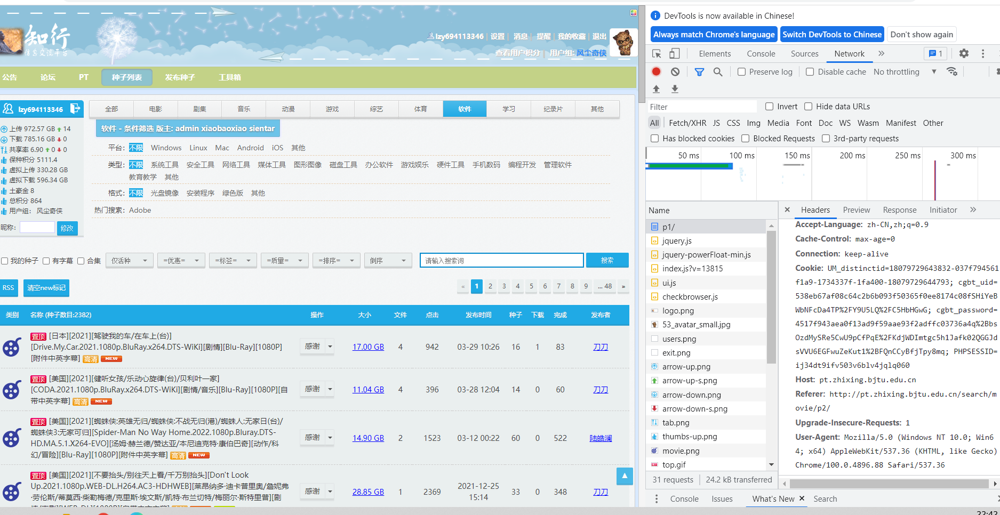 知行
信息交流平台
lzy694113346 | 设置 | 消息 | 提醒 | 我的收藏 | 退出
查看用户积分 | 用户组: 风尘奇侠
公告 论坛 PT 种子列表 发布种子 工具箱
lzy694113346
上传 972.57 GB 14
下载 785.16 GB 0
共享率 6.90 0 0
保种积分 5111.4
虚拟上传 330.28 GB
虚拟下载 596.34 GB
土豪金 8
总积分 864
用户组: 风尘奇侠
昵称: 修改
全部 电影 剧集 音乐 动漫 游戏 综艺 体育 软件 学习 纪录片 其他
软件 - 条件筛选 版主: admin xiaobaoxiao sientar
平台: 不限 Windows Linux Mac Android iOS 其他
类型: 不限 系统工具 安全工具 网络工具 媒体工具 图形图像 磁盘工具 办公软件 游戏娱乐 硬件工具 手机数码 编程开发 管理软件
教育教学 其他
格式: 不限 光盘镜像 安装程序 绿色版 其他
热门搜索: Adobe
我的种子 有字幕 合集 仅活种 =优惠= =标签= =质量= =排序= 倒序 请输入搜索词 搜索
RSS 清空new标记
« 1 2 3 4 5 6 7 8 9 ... 48 »
类别 名称 (种子数目:2382) 操作 大小 文件 点击 发布时间 种子 下载 完成 发布者
置顶 [日本][2021][驾驶我的车/在车上(台)]
[Drive.My.Car.2021.1080p.BluRay.x264.DTS-WiKi][剧情][Blu-Ray][1080P]
[附件中英字幕] 高清 NEW
感谢 17.00 GB 4 942 03-29 10:26 16 1 83 刀刀
置顶 [美国][2021][健听女孩/乐动心旋律(台)/贝利叶一家]
[CODA.2021.1080p.BluRay.x264.DTS-WiKi][剧情/音乐][Blu-Ray][1080P][自
带中英字幕] 高清 NEW
感谢 11.04 GB 4 396 03-28 12:04 14 0 60 刀刀
置顶 [美国][2021][蜘蛛侠:英雄无归/蜘蛛侠:不战无归(港)/蜘蛛人:无家日(台)/
蜘蛛侠3:无家可归][Spider-Man No Way Home.2022.1080p.Bluray.DTS-
HD.MA.5.1.X264-EVO][汤姆·赫兰德/赞达亚/本尼迪克特·康伯巴奇][动作/科
幻/冒险][Blu-Ray][1080P][附件中英字幕] 高清 NEW
感谢 14.90 GB 2 1523 03-12 00:22 60 0 522 陆皓澜
置顶 [美国][2021][不要抬头/别往天上看/千万别抬头][Don't Look
Up.2021.1080p.WEB-DL.H264.AC3-HDHWEB][莱昂纳多·迪卡普里奥/詹妮弗
·劳伦斯/蒂莫西·柴勒梅德/克里斯·埃文斯/凯特·布兰切特/梅丽尔·斯特里普][剧
感谢 28.85 GB 1 2369 2021-12-25 15:14 33 0 348 刀刀
DevTools is now available in Chinese!
Always match Chrome's language Switch DevTools to Chinese Don't show again
Elements Console Sources Network » 1
Preserve log Disable cache No throttling
Filter Invert Hide data URLs
All Fetch/XHR JS CSS Img Media Font Doc WS Wasm Manifest Other
Has blocked cookies Blocked Requests 3rd-party requests
50 ms 100 ms 150 ms 200 ms 250 ms 300 ms
Name
p1/
jquery.js
jquery-powerFloat-min.js
index.js?v=13815
ui.js
checkbrowser.js
logo.png
53_avatar_small.jpg
users.png
exit.png
arrow-up.png
arrow-up-s.png
arrow-down.png
arrow-down-s.png
tab.png
thumbs-up.png
movie.png
top.gif
31 requests 24.2 kB transferred
× Headers Preview Response Initiator »
Accept-Language: zh-CN,zh;q=0.9
Cache-Control: max-age=0
Connection: keep-alive
Cookie: UM_distinctid=18079729643832-037f794561
f1a9-1734337f-1fa400-18079729644793; cgbt_uid=
538eb67af08c64c2b6b093f50365f0ee8174c08fSHiYeB
WbNFcDa4TP%2FY9U5LQ%2FC5HbHGwG; cgbt_password=
4517f943aea0f13ad9f59aae93f2adffc03736a4q%2Bbs
OzdMySRe5CwU9pCfPqE%2FKdjWDImtgc5h1Jafk02QGGJd
sVVU6EGFwuZeKut1%2BFQnCCyBfjTpy8mq; PHPSESSID=
ij34dt9ifv503v6blv4jqlq060
Host: pt.zhixing.bjtu.edu.cn
Referer: http://pt.zhixing.bjtu.edu.cn/search/m
ovie/p2/
Upgrade-Insecure-Requests: 1
User-Agent: Mozilla/5.0 (Windows NT 10.0; Win6
4; x64) AppleWebKit/537.36 (KHTML, like Gecko)
Chrome/100.0.4896.88 Safari/537.36
Console Issues What's New × Search
22:42